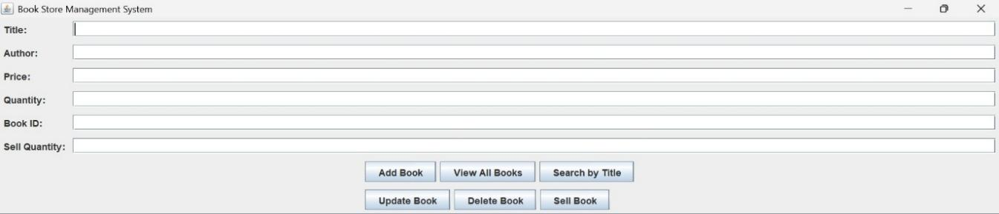 Book Store Management System
Title:
Author:
Price:
Quantity:
Book ID:
Sell Quantity:
Add Book View All Books Search by Title
Update Book Delete Book Sell Book